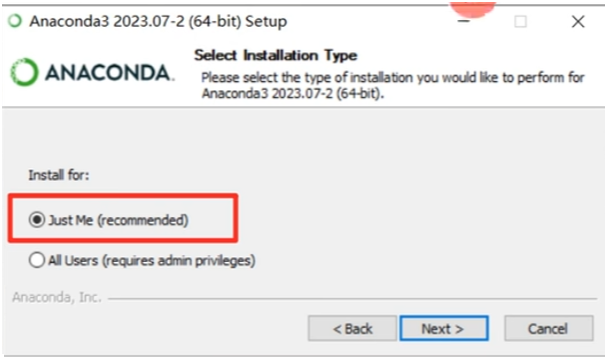 Anaconda3 2023.07-2 (64-bit) Setup
ANACONDA.
Select Installation Type
Please select the type of installation you would like to perform for
Anaconda3 2023.07-2 (64-bit).
Install for:
Just Me (recommended)
All Users (requires admin privileges)
Anaconda, Inc.
< Back
Next >
Cancel